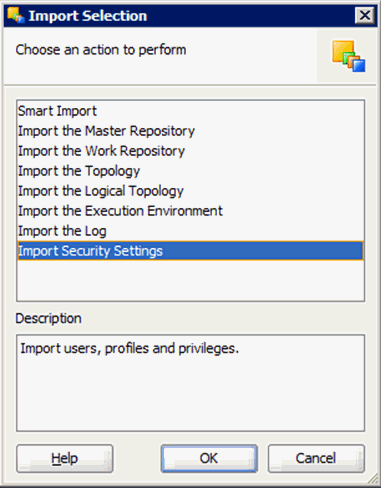 Import Selection
Choose an action to perform
Smart Import
Import the Master Repository
Import the Work Repository
Import the Topology
Import the Logical Topology
Import the Execution Environment
Import the Log
Import Security Settings
Description
Import users, profiles and privileges.
Help OK Cancel